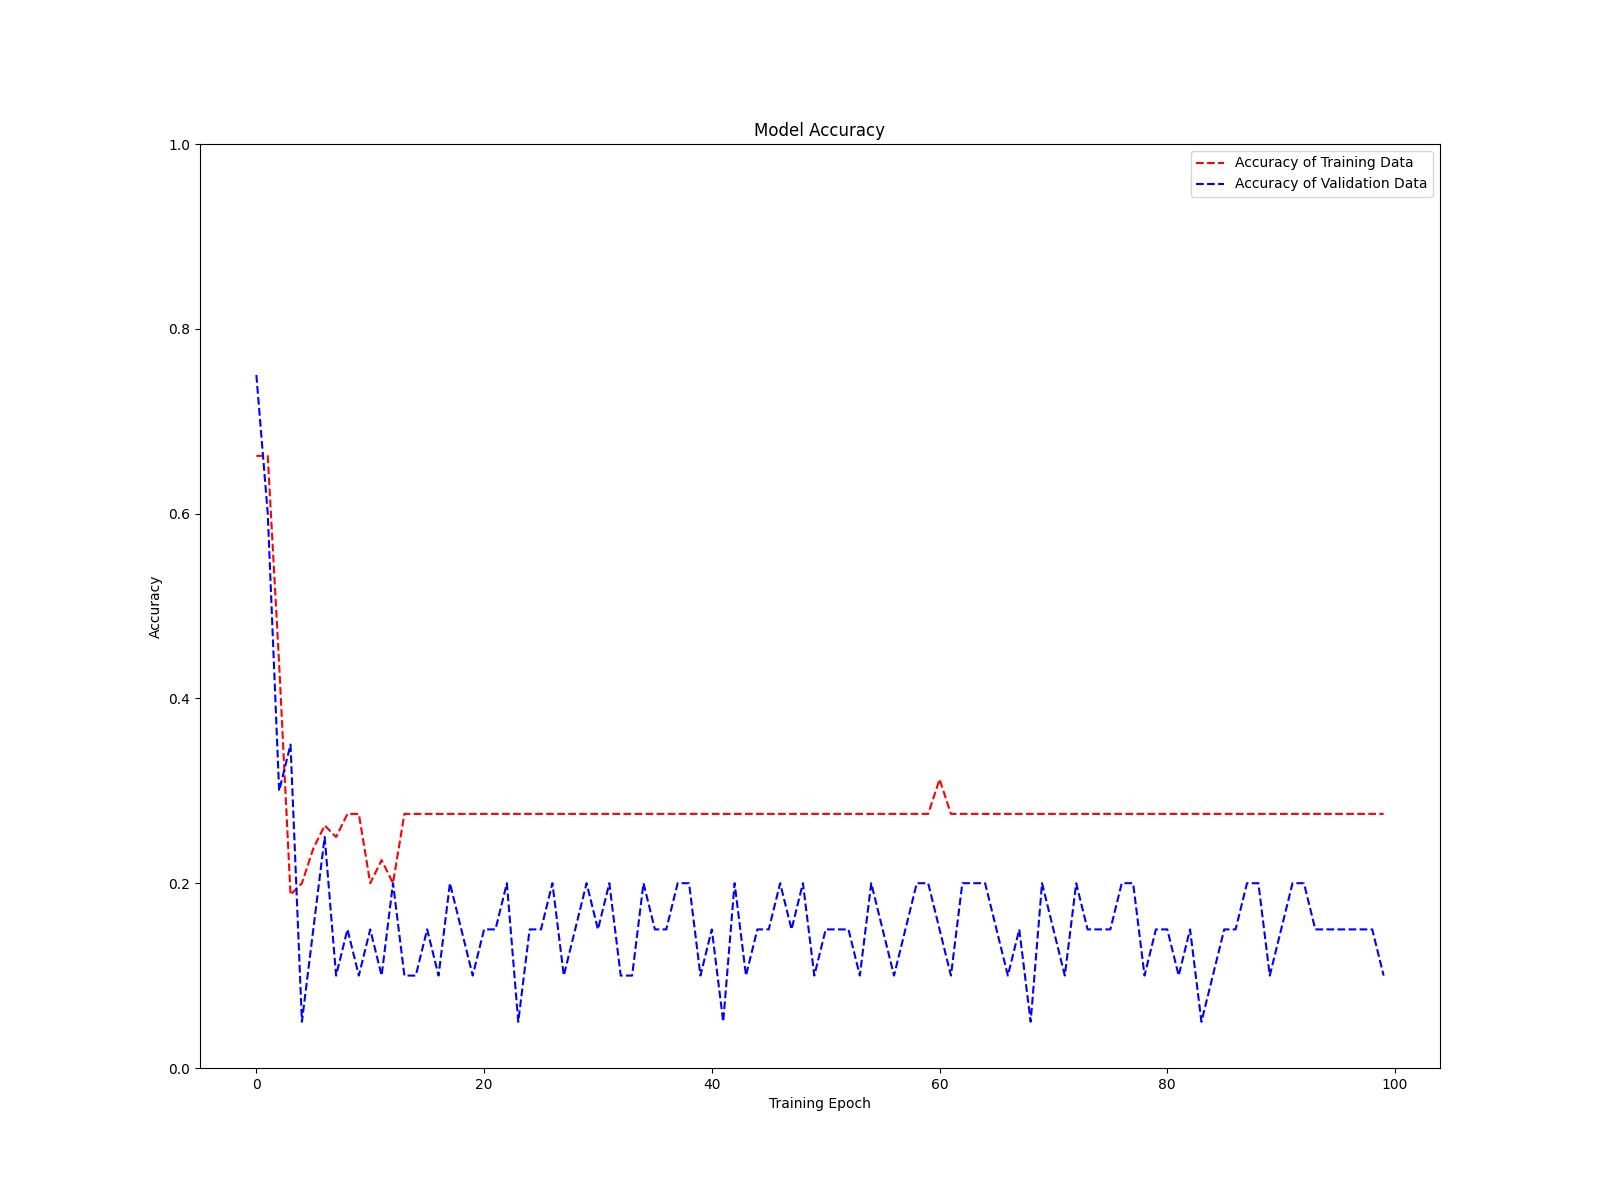 Model Accuracy
Accuracy of Training Data
Accuracy of Validation Data
1.0
0.8
0.6
0.4
0.2
0.0
Accuracy
0 20 40 60 80 100
Training Epoch